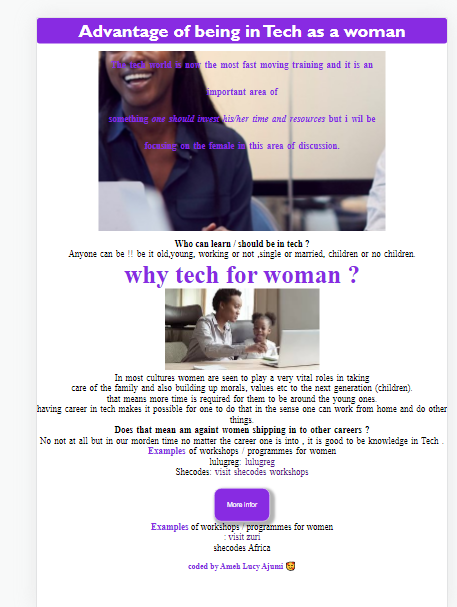 Advantage of being in Tech as a woman
The tech world is now the most fast moving training and it is an
important area of
something one should invest his/her time and resources but i wil be
focusing on the female in this area of discussion.
Who can learn / should be in tech ?
Anyone can be !! be it old,young, working or not ,single or married, children or no children.
why tech for woman ?
In most cultures women are seen to play a very vital roles in taking
care of the family and also building up morals, values etc to the next generation (children).
that means more time is required for them to be around the young ones.
having career in tech makes it possible for one to do that in the sense one can work from home and do other
things.
Does that mean am againt women shipping in to other careers ?
No not at all but in our morden time no matter the career one is into , it is good to be knowledge in Tech .
Examples of workshops / programmes for women
lulugreg: lulugreg
Shecodes: visit shecodes workshops
More infor
Examples of workshops / programmes for women
: visit zuri
shecodes Africa
coded by Ameh Lucy Ajumi 🥰